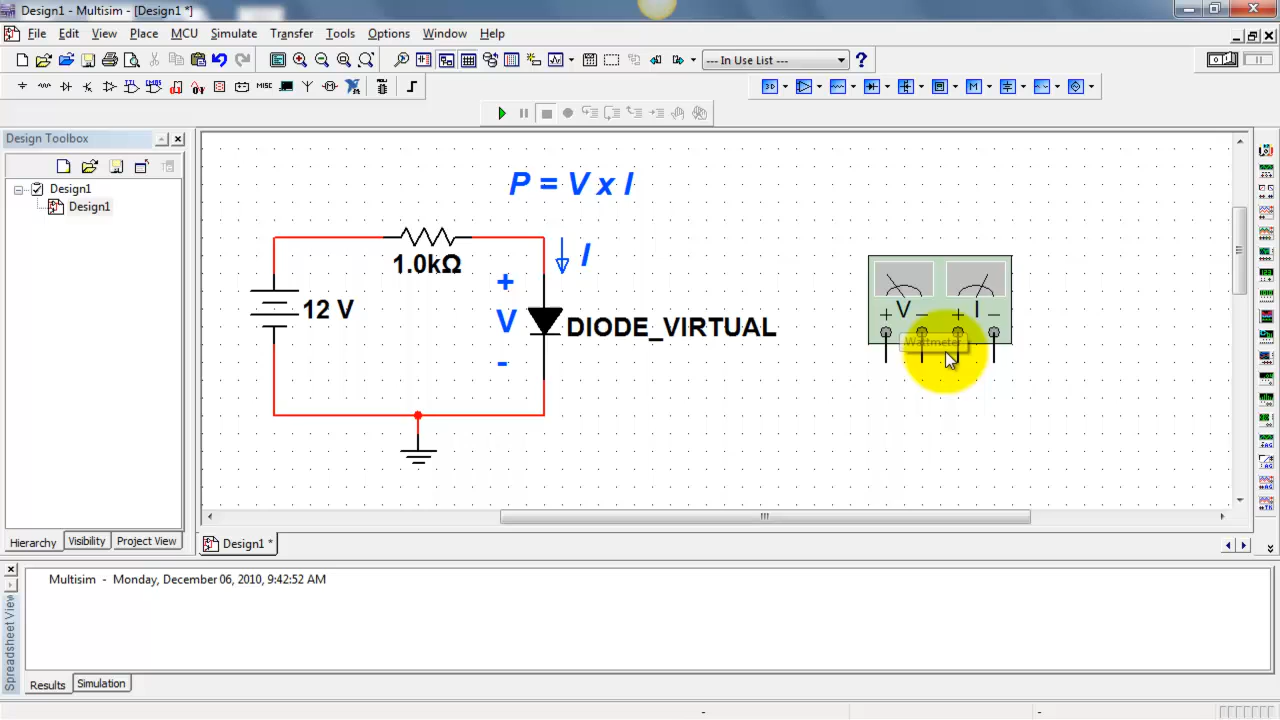 Design1 - Multisim - [Design1 *]
File Edit View Place MCU Simulate Transfer Tools Options Window Help
--- In Use List ---
?
MISC
Design Toolbox
Design1
Design1
P = V x I
I
1.0kΩ
+
12 V
V
DIODE_VIRTUAL
-
V I
+ - + -
Wattmeter
Hierarchy Visibility Project View
Design1 *
Multisim - Monday, December 06, 2010, 9:42:52 AM
Spreadsheet View
Results Simulation
- -